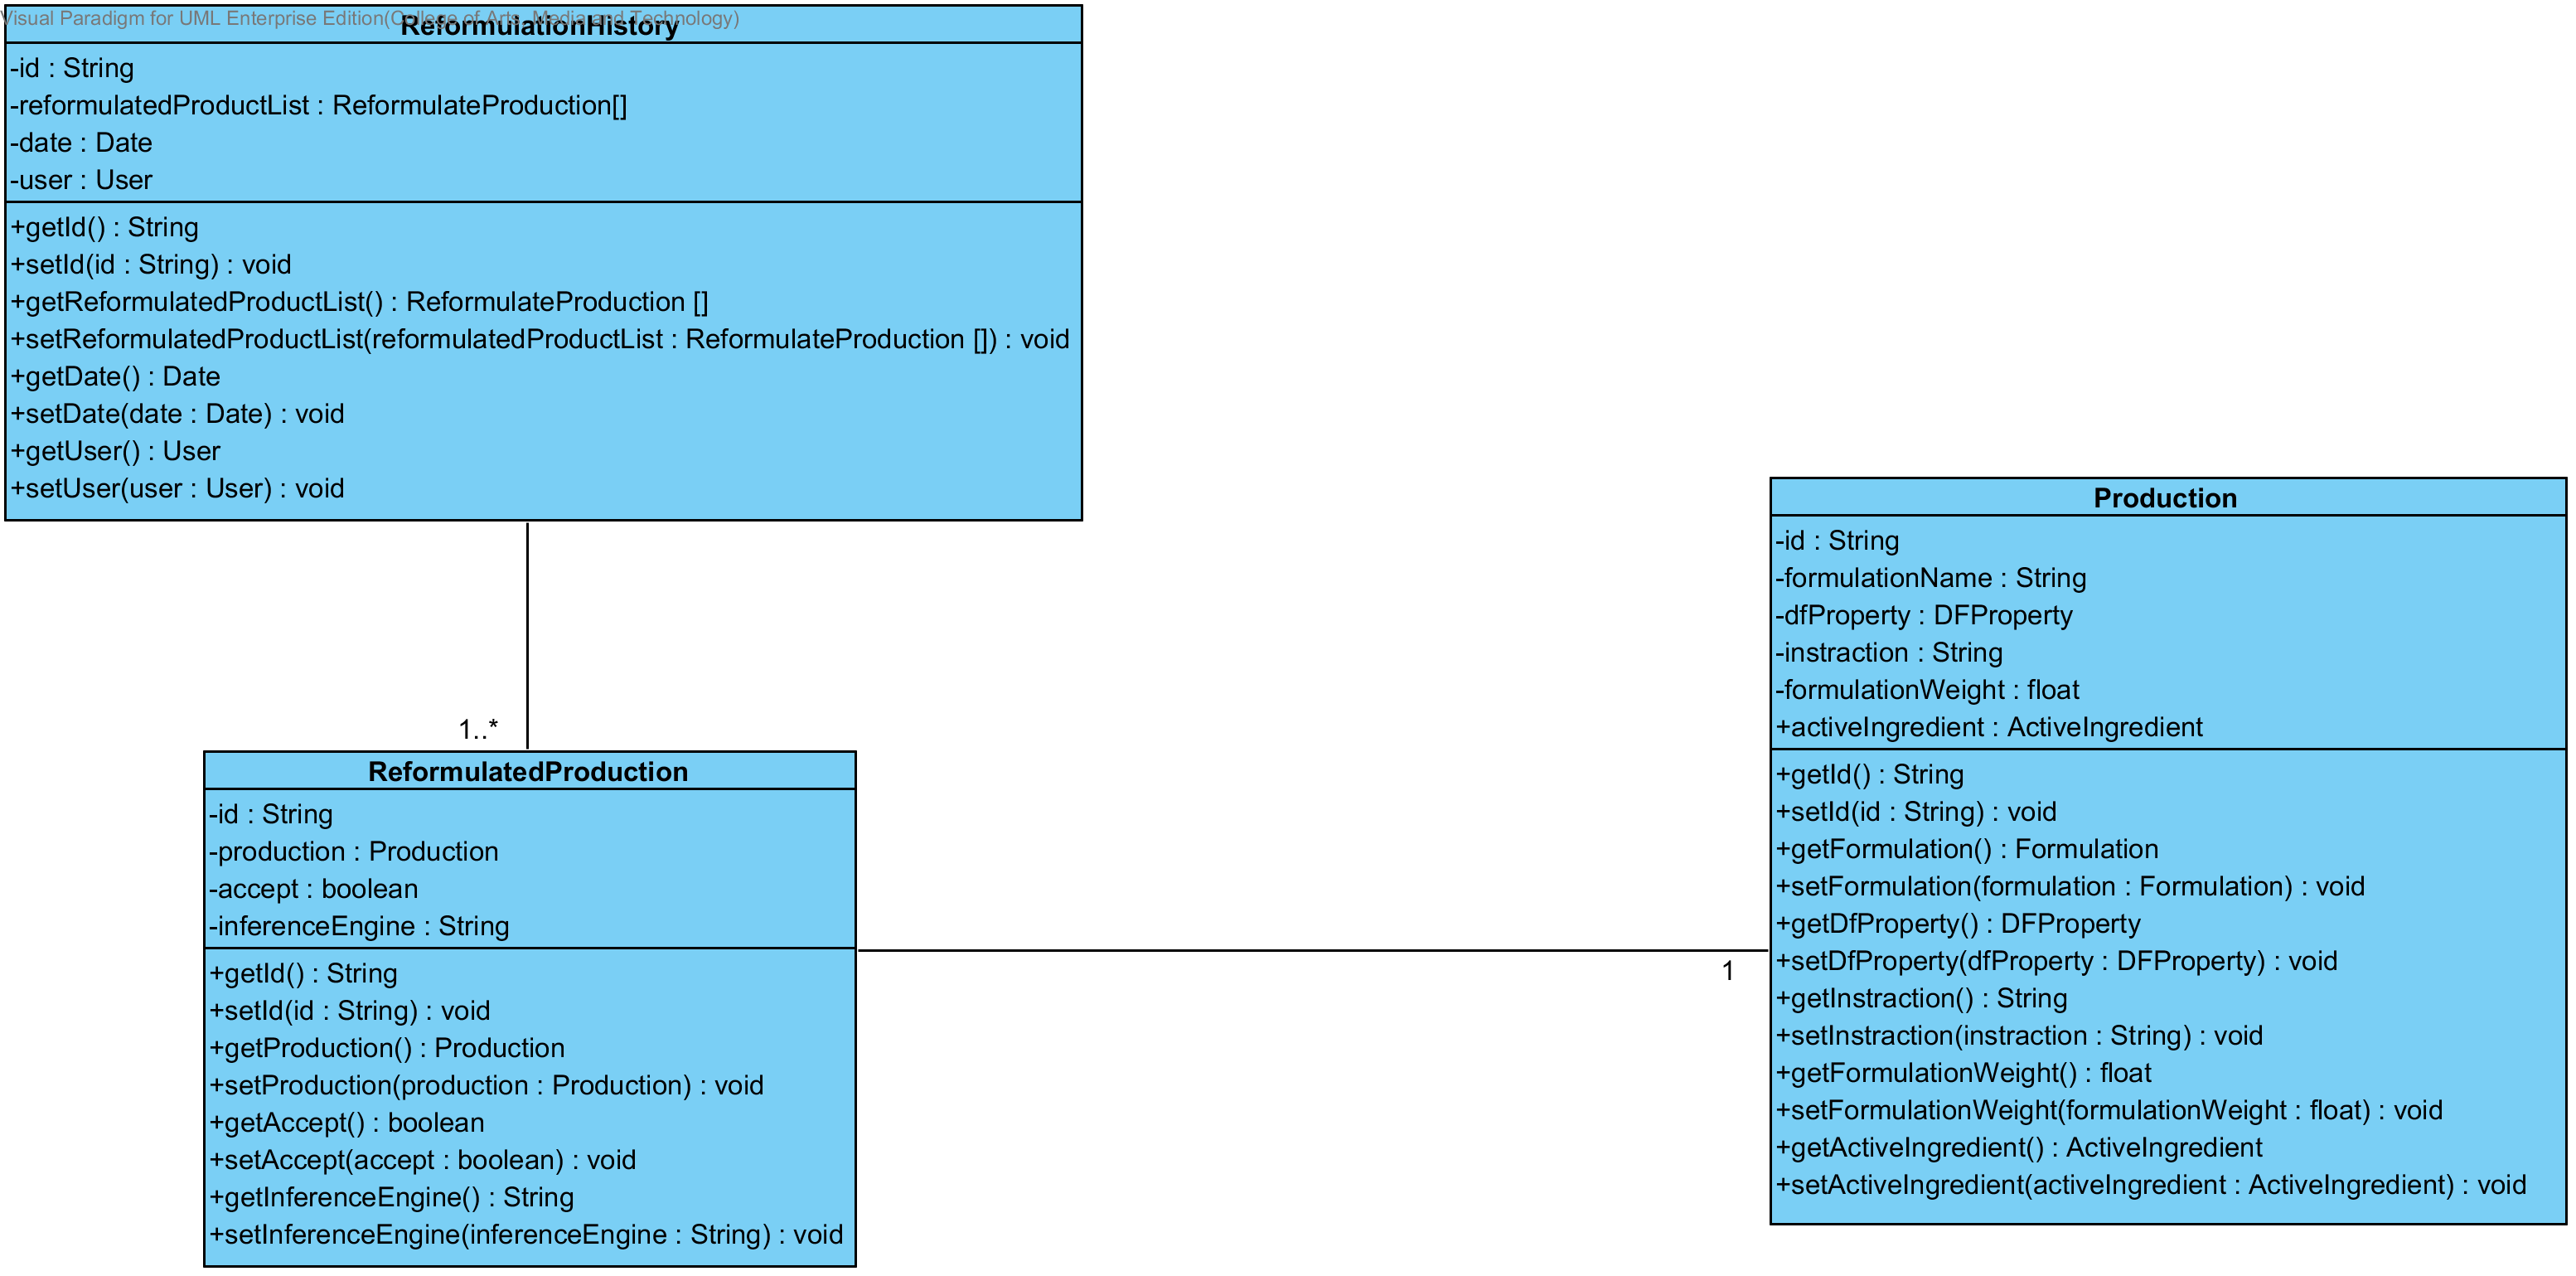 Visual Paradigm for UML Enterprise Edition(College of Arts, Media and Technology)
ReformulationHistory
-id : String
-reformulatedProductList : ReformulateProduction[]
-date : Date
-user : User
+getId() : String
+setId(id : String) : void
+getReformulatedProductList() : ReformulateProduction []
+setReformulatedProductList(reformulatedProductList : ReformulateProduction []) : void
+getDate() : Date
+setDate(date : Date) : void
+getUser() : User
+setUser(user : User) : void
1..*
ReformulatedProduction
-id : String
-production : Production
-accept : boolean
-inferenceEngine : String
+getId() : String
+setId(id : String) : void
+getProduction() : Production
+setProduction(production : Production) : void
+getAccept() : boolean
+setAccept(accept : boolean) : void
+getInferenceEngine() : String
+setInferenceEngine(inferenceEngine : String) : void
1
Production
-id : String
-formulationName : String
-dfProperty : DFProperty
-instraction : String
-formulationWeight : float
+activeIngredient : ActiveIngredient
+getId() : String
+setId(id : String) : void
+getFormulation() : Formulation
+setFormulation(formulation : Formulation) : void
+getDfProperty() : DFProperty
+setDfProperty(dfProperty : DFProperty) : void
+getInstraction() : String
+setInstraction(instraction : String) : void
+getFormulationWeight() : float
+setFormulationWeight(formulationWeight : float) : void
+getActiveIngredient() : ActiveIngredient
+setActiveIngredient(activeIngredient : ActiveIngredient) : void